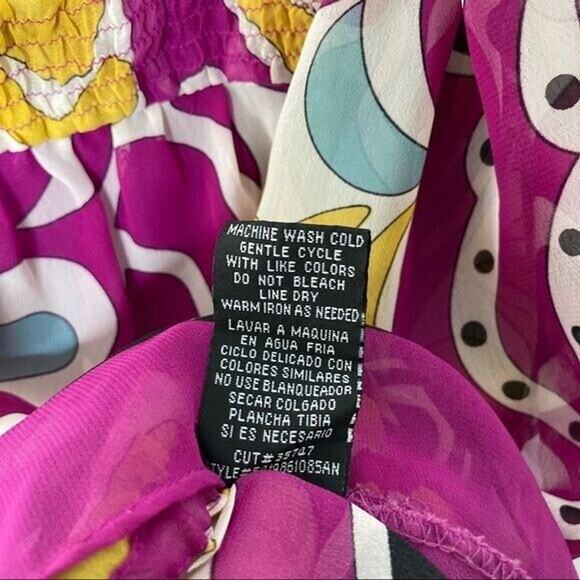 MACHINE WASH COLD
GENTLE CYCLE
WITH LIKE COLORS
DO NOT BLEACH
LINE DRY
WARM IRON AS NEEDED
LAVAR A MAQUINA
EN AGUA FRIA
CICLO DELICADO CON
COLORES SIMILARES
NO USE BLANQUEADOR
SECAR COLGADO
PLANCHA TIBIA
SI ES NECESARIO
CUT#